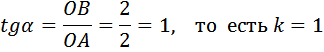 tgα = OB/OA = 2/2 = 1, то есть k = 1